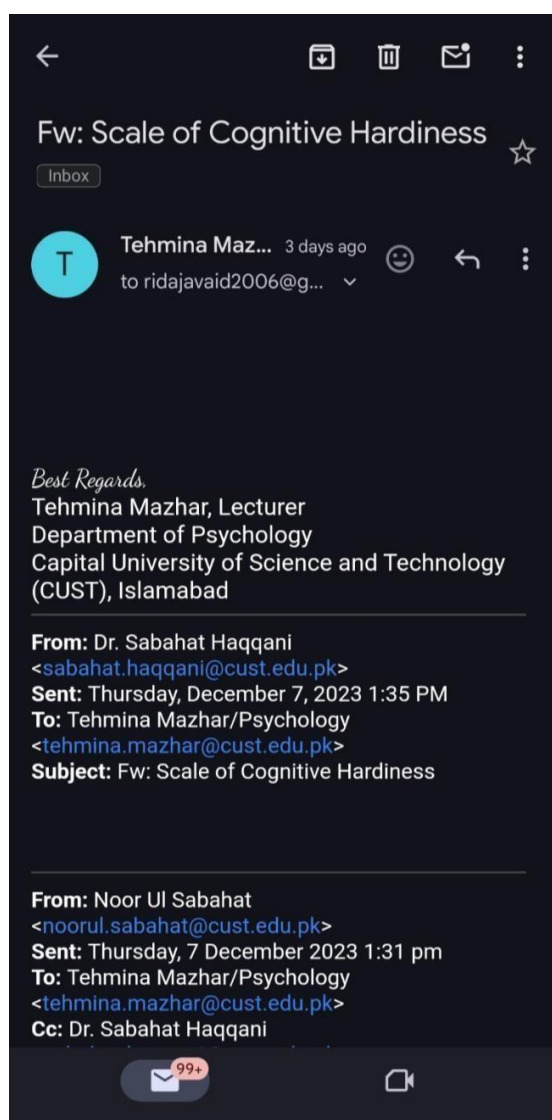 Fw: Scale of Cognitive Hardiness
Inbox
T
Tehmina Maz... 3 days ago
to ridajavaid2006@g...
Best Regards,
Tehmina Mazhar, Lecturer
Department of Psychology
Capital University of Science and Technology
(CUST), Islamabad
From: Dr. Sabahat Haqqani
<sabahat.haqqani@cust.edu.pk>
Sent: Thursday, December 7, 2023 1:35 PM
To: Tehmina Mazhar/Psychology
<tehmina.mazhar@cust.edu.pk>
Subject: Fw: Scale of Cognitive Hardiness
From: Noor Ul Sabahat
<noorul.sabahat@cust.edu.pk>
Sent: Thursday, 7 December 2023 1:31 pm
To: Tehmina Mazhar/Psychology
<tehmina.mazhar@cust.edu.pk>
Cc: Dr. Sabahat Haqqani
99+